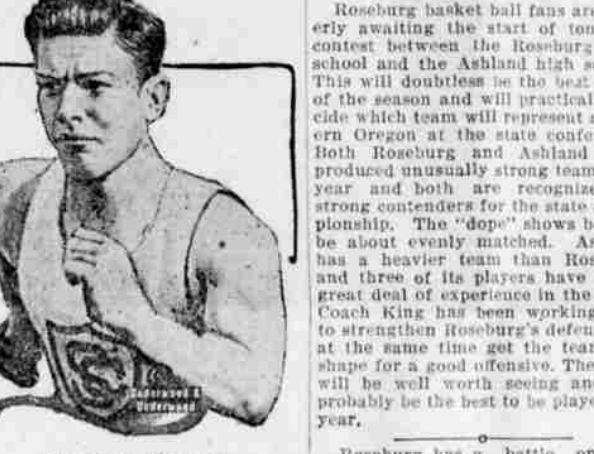 Roseburg basket ball fans are
erly awaiting the start of ton
contest between the Roseburg
school and the Ashland high s
This will doubtless be the best
of the season and will practical
cide which team will represent s
ern Oregon at the state confe
Both Roseburg and Ashland
produced unusually strong team
year and both are recognize
strong contenders for the state
pionship. The "dope" shows b
be about evenly matched. As
has a heavier team than Ros
and three of its players have
great deal of experience in the
Coach King has been working
to strengthen Roseburg's defen
at the same time get the tear
shape for a good offensive. The
will be well worth seeing and
probably be the best to be playe
year.
Roseburg has a battle on
Underwood &
Underwood